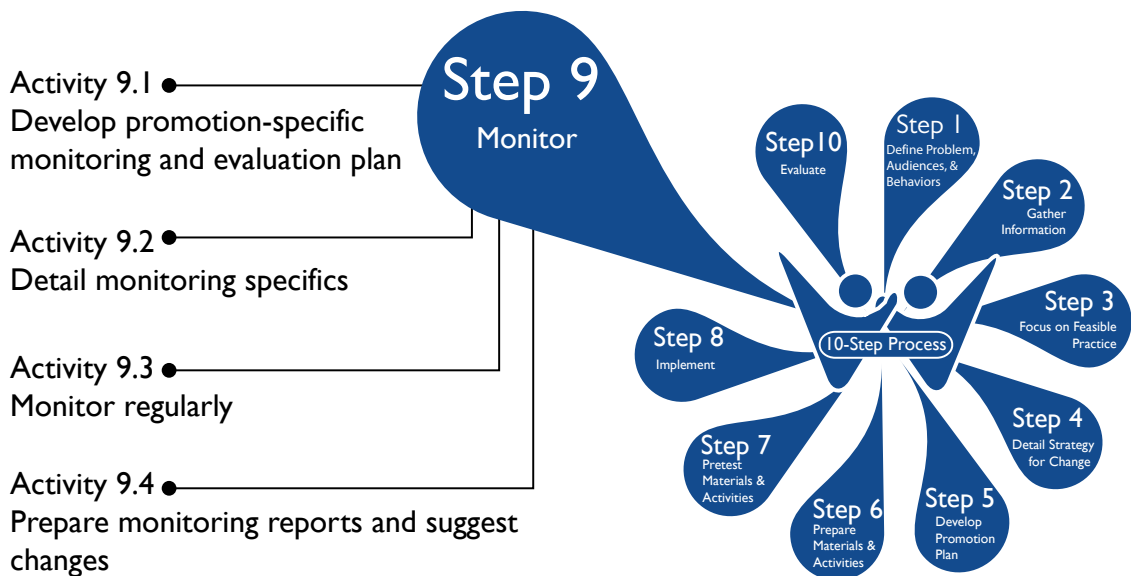 Activity 9.1
Develop promotion-specific
monitoring and evaluation plan
Activity 9.2
Detail monitoring specifics
Activity 9.3
Monitor regularly
Activity 9.4
Prepare monitoring reports and suggest
changes
Step 9
Monitor
Step 1
Define Problem,
Audiences, &
Behaviors
Step 2
Gather
Information
Step 3
Focus on Feasible
Practice
Step 4
Detail Strategy
for Change
Step 5
Develop
Promotion
Plan
Step 6
Prepare
Materials &
Activities
Step 7
Pretest
Materials &
Activities
Step 8
Implement
Step10
Evaluate
10-Step Process